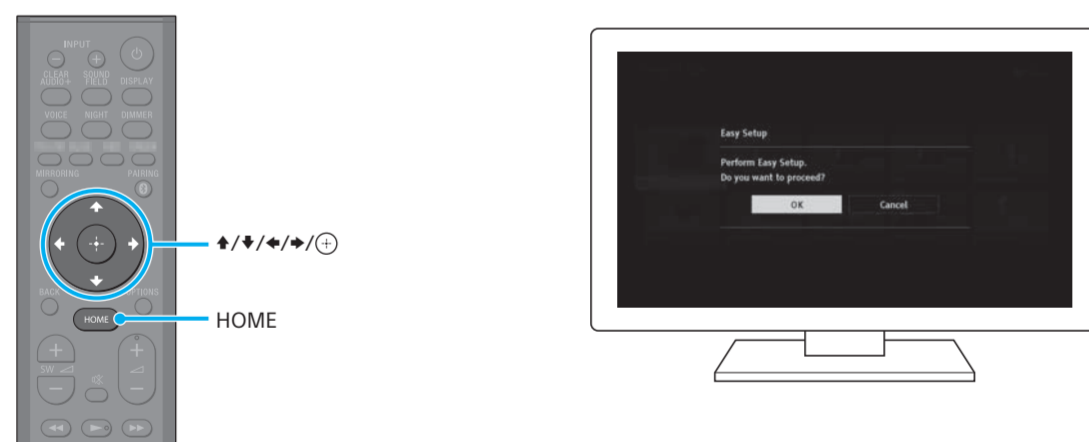 INPUT
CLEAR AUDIO+ SOUND FIELD DISPLAY
VOICE NIGHT DIMMER
MIRRORING PAIRING
BACK OPTIONS
HOME
SW
/ / / /
HOME
Easy Setup
Perform Easy Setup.
Do you want to proceed?
OK Cancel